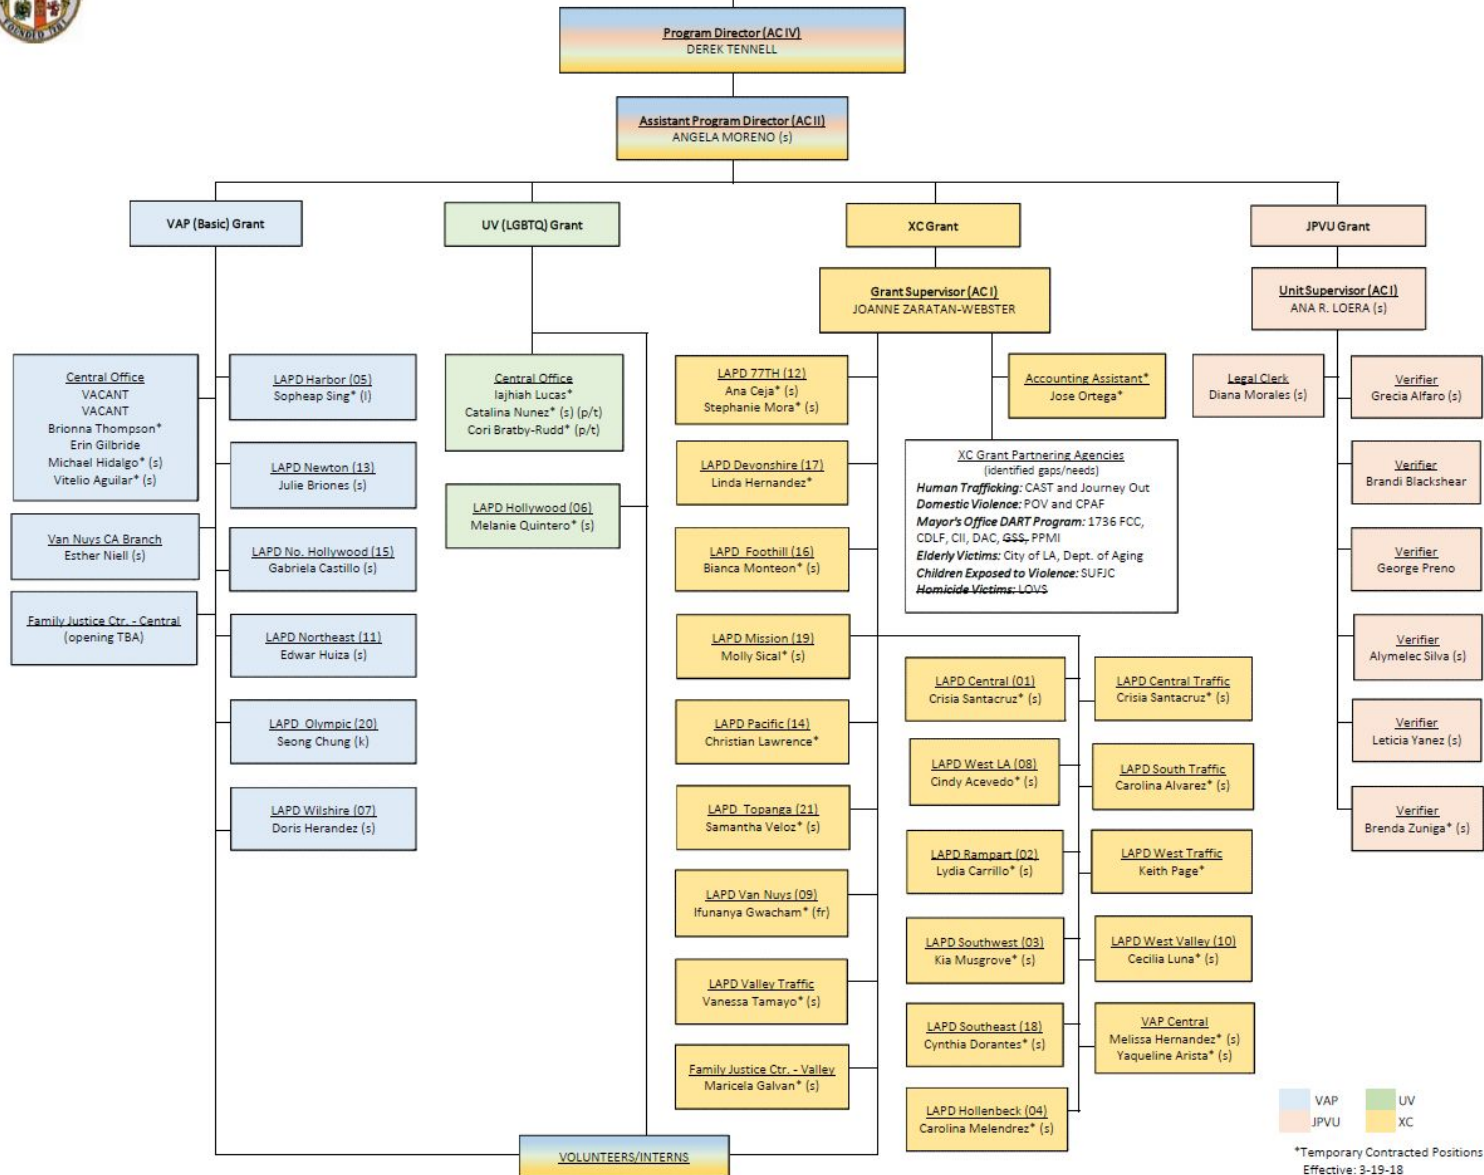 FOUNDED 1781
Program Director (AC IV)
DEREK TENNELL
Assistant Program Director (AC II)
ANGELA MORENO (s)
VAP (Basic) Grant
UV (LGBTQ) Grant
XC Grant
JPVU Grant
Grant Supervisor (AC I)
JOANNE ZARATAN-WEBSTER
Unit Supervisor (AC I)
ANA R. LOERA (s)
Central Office
VACANT
VACANT
Brionna Thompson*
Erin Gilbride
Michael Hidalgo* (s)
Vitelio Aguilar* (s)
Van Nuys CA Branch
Esther Niell (s)
Family Justice Ctr. - Central
(opening TBA)
LAPD Harbor (05)
Sopheap Sing* (l)
LAPD Newton (13)
Julie Briones (s)
LAPD No. Hollywood (15)
Gabriela Castillo (s)
LAPD Northeast (11)
Edwar Huiza (s)
LAPD Olympic (20)
Seong Chung (k)
LAPD Wilshire (07)
Doris Herandez (s)
Central Office
Iajhiah Lucas*
Catalina Nunez* (s) (p/t)
Cori Bratby-Rudd* (p/t)
LAPD Hollywood (06)
Melanie Quintero* (s)
LAPD 77TH (12)
Ana Ceja* (s)
Stephanie Mora* (s)
LAPD Devonshire (17)
Linda Hernandez*
LAPD Foothill (16)
Bianca Monteon* (s)
LAPD Mission (19)
Molly Sical* (s)
LAPD Pacific (14)
Christian Lawrence*
LAPD Topanga (21)
Samantha Veloz* (s)
LAPD Van Nuys (09)
Ifunanya Gwacham* (fr)
LAPD Valley Traffic
Vanessa Tamayo* (s)
Family Justice Ctr. - Valley
Maricela Galvan* (s)
Accounting Assistant*
Jose Ortega*
XC Grant Partnering Agencies
(identified gaps/needs)
Human Trafficking: CAST and Journey Out
Domestic Violence: POV and CPAF
Mayor's Office DART Program: 1736 FCC,
CDLF, CII, DAC, GSS, PPMI
Elderly Victims: City of LA, Dept. of Aging
Children Exposed to Violence: SUFJC
Homicide Victims: LOVS
LAPD Central (01)
Crisia Santacruz* (s)
LAPD West LA (08)
Cindy Acevedo* (s)
LAPD Rampart (02)
Lydia Carrillo* (s)
LAPD Southwest (03)
Kia Musgrove* (s)
LAPD Southeast (18)
Cynthia Dorantes* (s)
LAPD Hollenbeck (04)
Carolina Melendrez* (s)
LAPD Central Traffic
Crisia Santacruz* (s)
LAPD South Traffic
Carolina Alvarez* (s)
LAPD West Traffic
Keith Page*
LAPD West Valley (10)
Cecilia Luna* (s)
VAP Central
Melissa Hernandez* (s)
Yaqueline Arista* (s)
Legal Clerk
Diana Morales (s)
Verifier
Grecia Alfaro (s)
Verifier
Brandi Blackshear
Verifier
George Preno
Verifier
Alymelec Silva (s)
Verifier
Leticia Yanez (s)
Verifier
Brenda Zuniga* (s)
VOLUNTEERS/INTERNS
VAP
UV
JPVU
XC
*Temporary Contracted Positions
Effective: 3-19-18